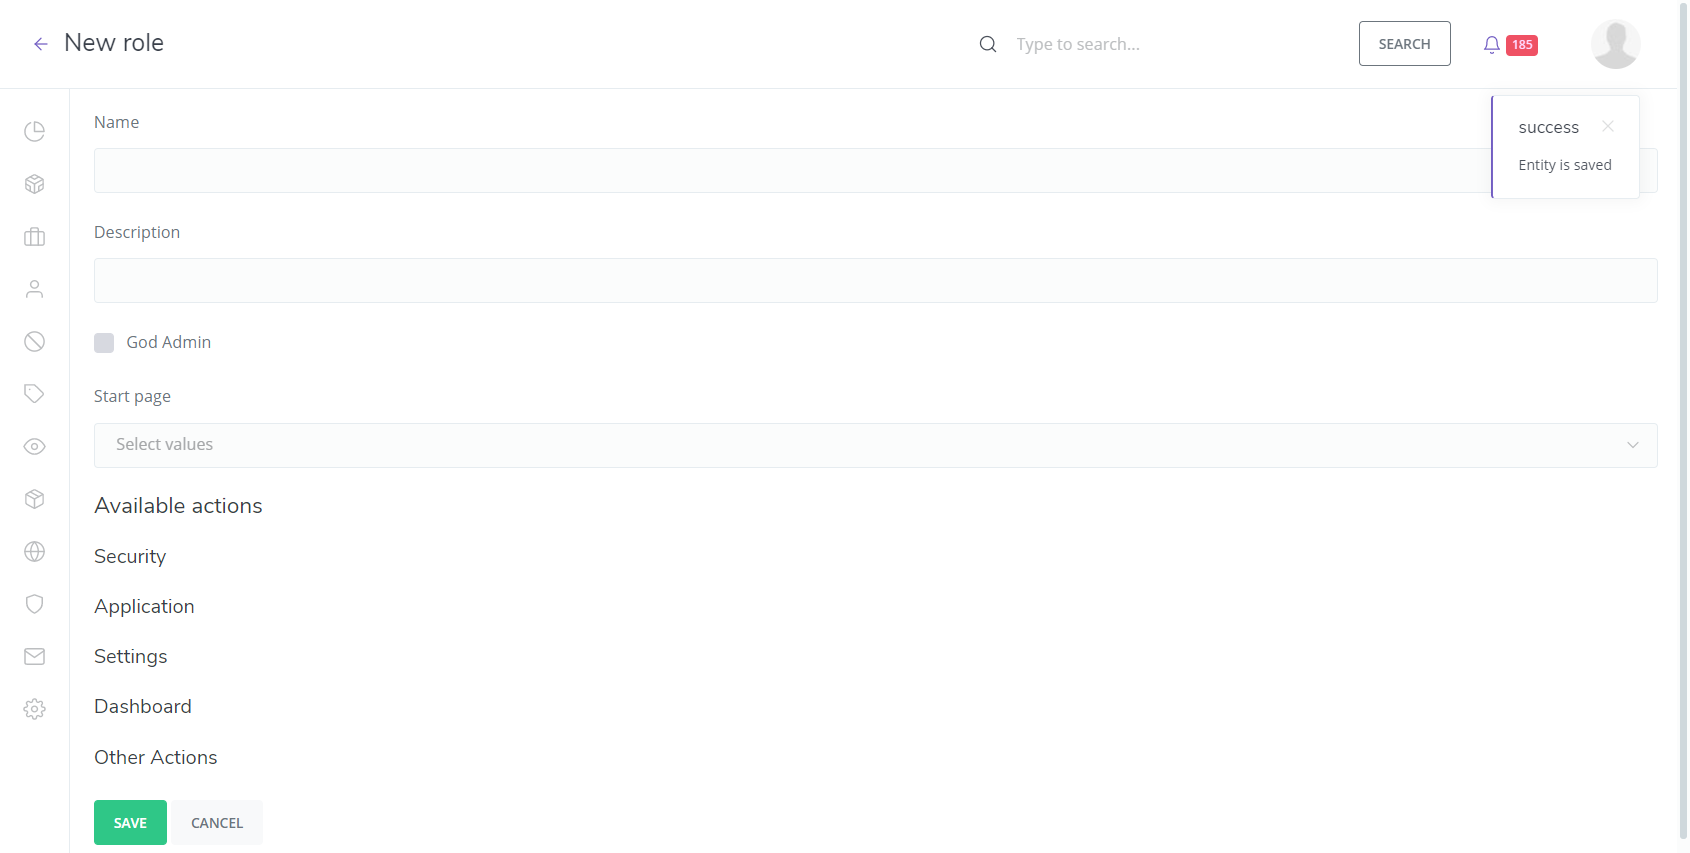 New role
Type to search...
SEARCH
185
success
Entity is saved
Name
Description
God Admin
Start page
Select values
Available actions
Security
Application
Settings
Dashboard
Other Actions
SAVE
CANCEL